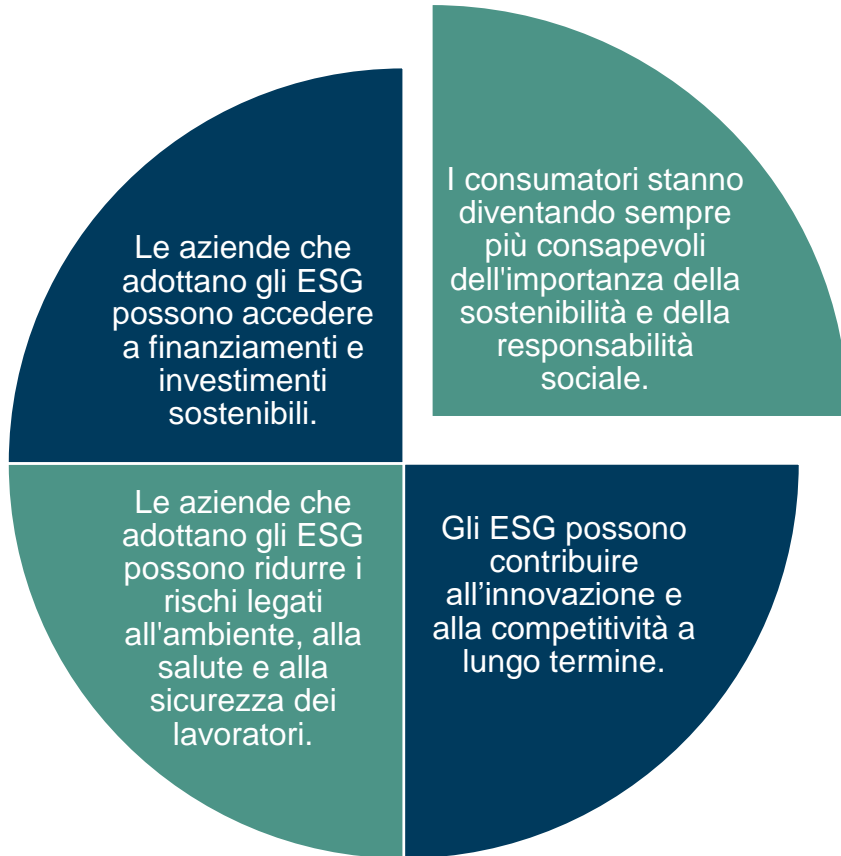 Le aziende che
adottano gli ESG
possono accedere
a finanziamenti e
investimenti
sostenibili.
I consumatori stanno
diventando sempre
più consapevoli
dell'importanza della
sostenibilità e della
responsabilità
sociale.
Le aziende che
adottano gli ESG
possono ridurre i
rischi legati
all'ambiente, alla
salute e alla
sicurezza dei
lavoratori.
Gli ESG possono
contribuire
all’innovazione e
alla competitività a
lungo termine.